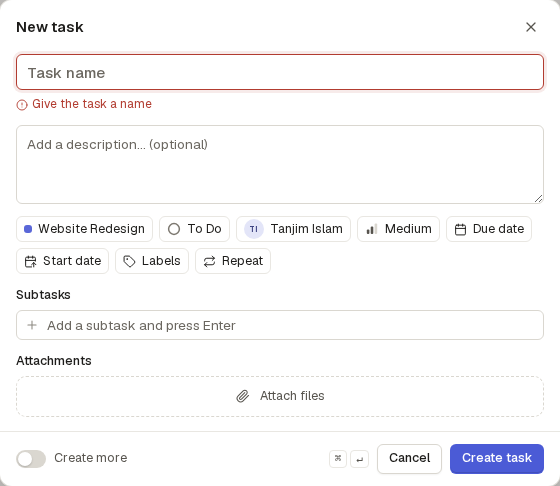 New task
Task name
Give the task a name
Add a description... (optional)
Website Redesign To Do TI Tanjim Islam Medium Due date
Start date Labels Repeat
Subtasks
Add a subtask and press Enter
Attachments
Attach files
Create more ⌘ ↵ Cancel Create task